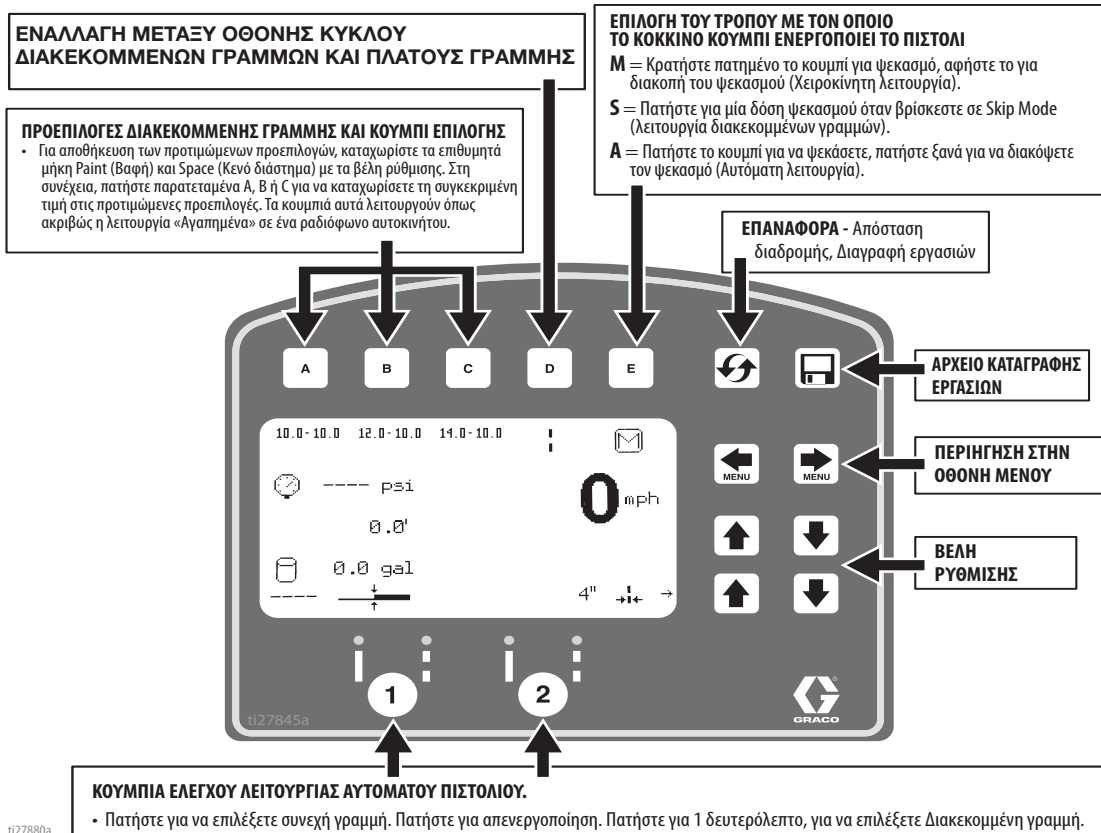 ΕΝΑΛΛΑΓΗ ΜΕΤΑΞΥ ΟΘΟΝΗΣ ΚΥΚΛΟΥ
ΔΙΑΚΕΚΟΜΜΕΝΩΝ ΓΡΑΜΜΩΝ ΚΑΙ ΠΛΑΤΟΥΣ ΓΡΑΜΜΗΣ
ΕΠΙΛΟΓΗ ΤΟΥ ΤΡΟΠΟΥ ΜΕ ΤΟΝ ΟΠΟΙΟ
ΤΟ ΚΟΚΚΙΝΟ ΚΟΥΜΠΙ ΕΝΕΡΓΟΠΟΙΕΙ ΤΟ ΠΙΣΤΟΛΙ
M = Κρατήστε πατημένο το κουμπί για ψεκασμό, αφήστε το για
διακοπή του ψεκασμού (Χειροκίνητη λειτουργία).
S = Πατήστε για μία δόση ψεκασμού όταν βρίσκεστε σε Skip Mode
(λειτουργία διακεκομμένων γραμμών).
A = Πατήστε το κουμπί για να ψεκάσετε, πατήστε ξανά για να διακόψετε
τον ψεκασμό (Αυτόματη λειτουργία).
ΠΡΟΕΠΙΛΟΓΕΣ ΔΙΑΚΕΚΟΜΜΕΝΗΣ ΓΡΑΜΜΗΣ ΚΑΙ ΚΟΥΜΠΙ ΕΠΙΛΟΓΗΣ
• Για αποθήκευση των προτιμώμενων προεπιλογών, καταχωρίστε τα επιθυμητά
μήκη Paint (Βαφή) και Space (Κενό διάστημα) με τα βέλη ρύθμισης. Στη
συνέχεια, πατήστε παρατεταμένα A, B ή C για να καταχωρίσετε τη συγκεκριμένη
τιμή στις προτιμώμενες προεπιλογές. Τα κουμπιά αυτά λειτουργούν όπως
ακριβώς η λειτουργία «Αγαπημένα» σε ένα ραδιόφωνο αυτοκινήτου.
ΕΠΑΝΑΦΟΡΑ - Απόσταση
διαδρομής, Διαγραφή εργασιών
A B C D E
ΑΡΧΕΙΟ ΚΑΤΑΓΡΑΦΗΣ
ΕΡΓΑΣΙΩΝ
10.0-10.0 12.0-10.0 14.0-10.0 M
MENU MENU
ΠΕΡΙΗΓΗΣΗ ΣΤΗΝ
ΟΘΟΝΗ ΜΕΝΟΥ
---- psi
0 mph
0.0'
0.0 gal
----
4"
ΒΕΛΗ
ΡΥΘΜΙΣΗΣ
1 2
GRACO
ti27845a
ΚΟΥΜΠΙΑ ΕΛΕΓΧΟΥ ΛΕΙΤΟΥΡΓΙΑΣ ΑΥΤΟΜΑΤΟΥ ΠΙΣΤΟΛΙΟΥ.
• Πατήστε για να επιλέξετε συνεχή γραμμή. Πατήστε για απενεργοποίηση. Πατήστε για 1 δευτερόλεπτο, για να επιλέξετε Διακεκομμένη γραμμή.
ti27880a